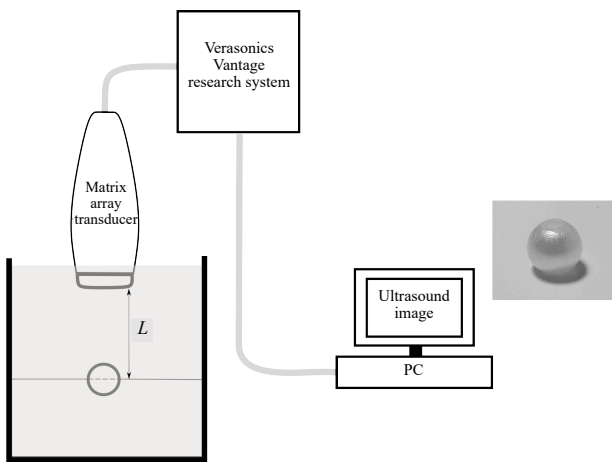 Verasonics
Vantage
research system
Matrix
array
transducer
L
Ultrasound
image
PC